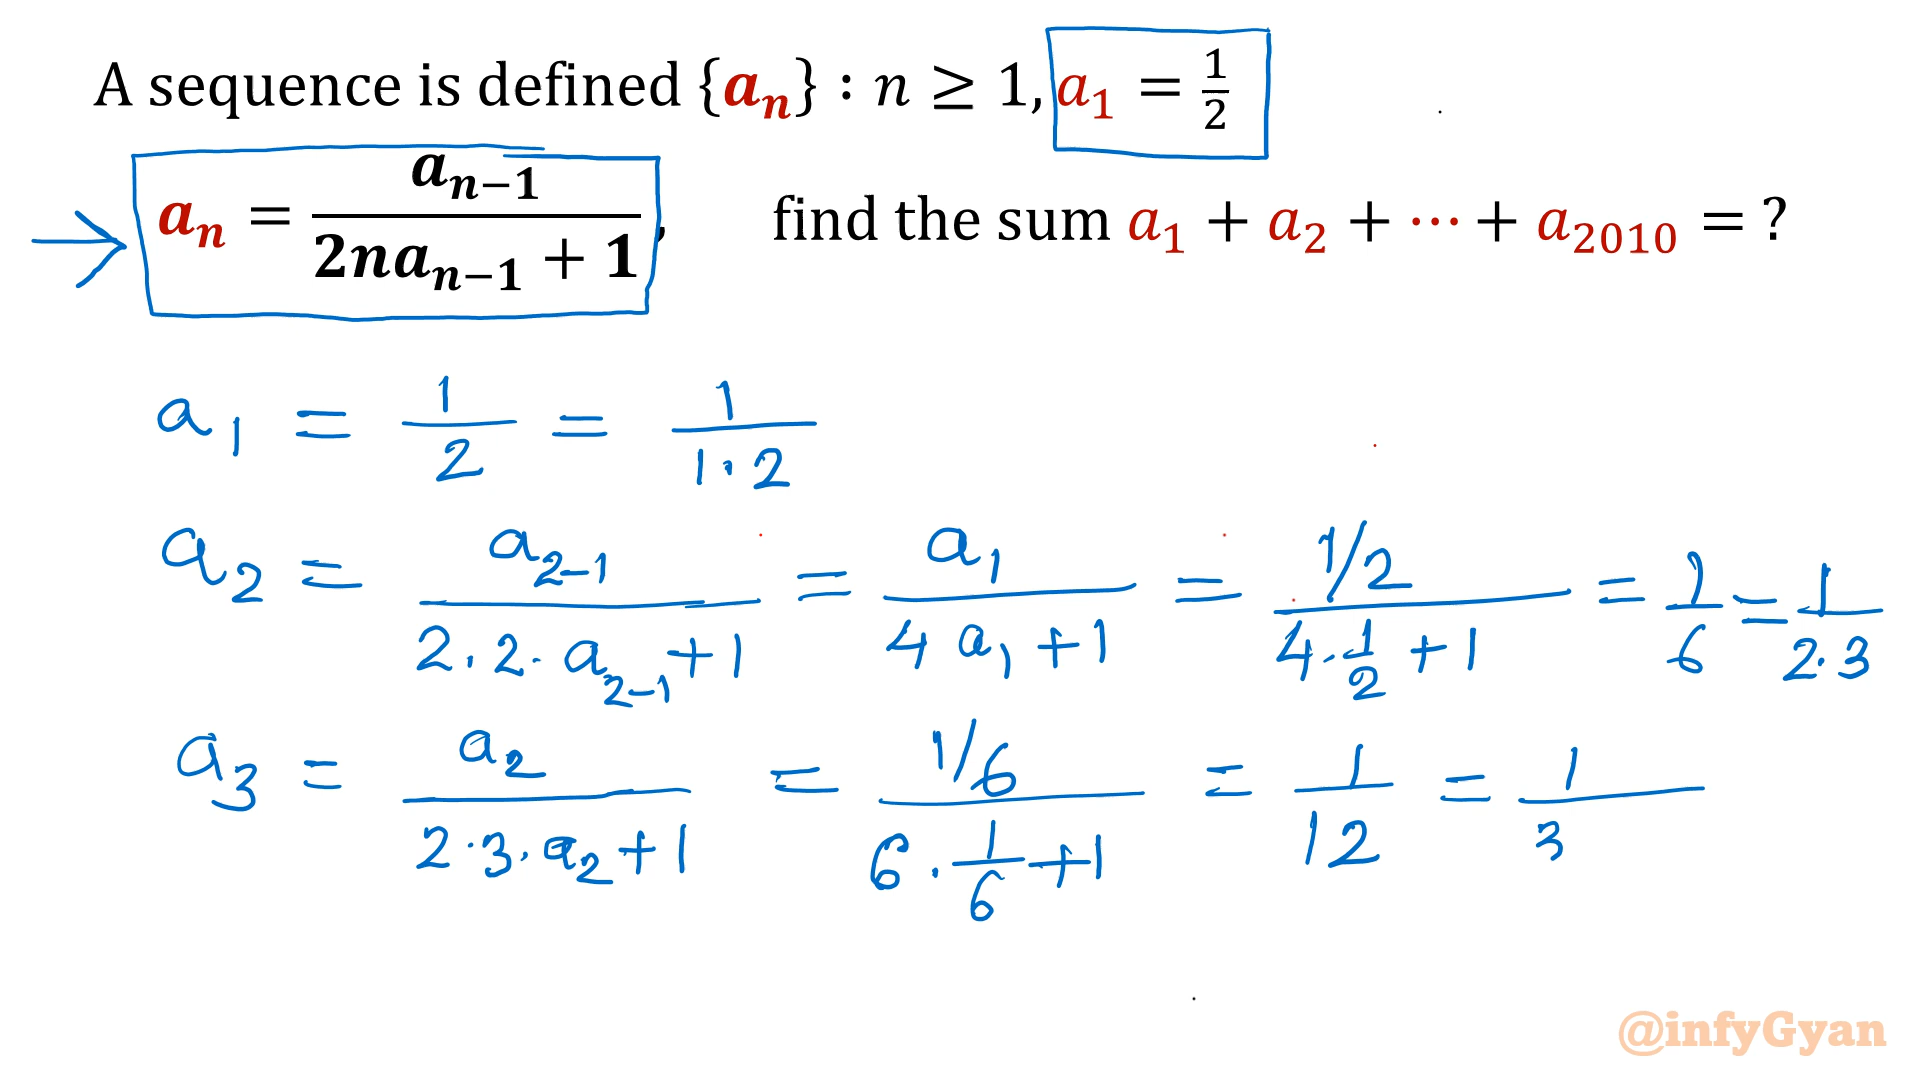 A sequence is defined {aₙ} : n ≥ 1, a₁ = 1/2
aₙ = aₙ₋₁/(2naₙ₋₁ + 1), find the sum a₁ + a₂ + ⋯ + a₂₀₁₀ = ?
a₁ = 1/2 = 1/(1·2)
a₂ = a₂₋₁/(2·2·a₂₋₁ + 1) = a₁/(4a₁ + 1) = (1/2)/(4·1/2 + 1) = 1/6 = 1/(2·3)
a₃ = a₂/(2·3·a₂ + 1) = (1/6)/(6·1/6 + 1) = 1/12 = 1/3
@infyGyan